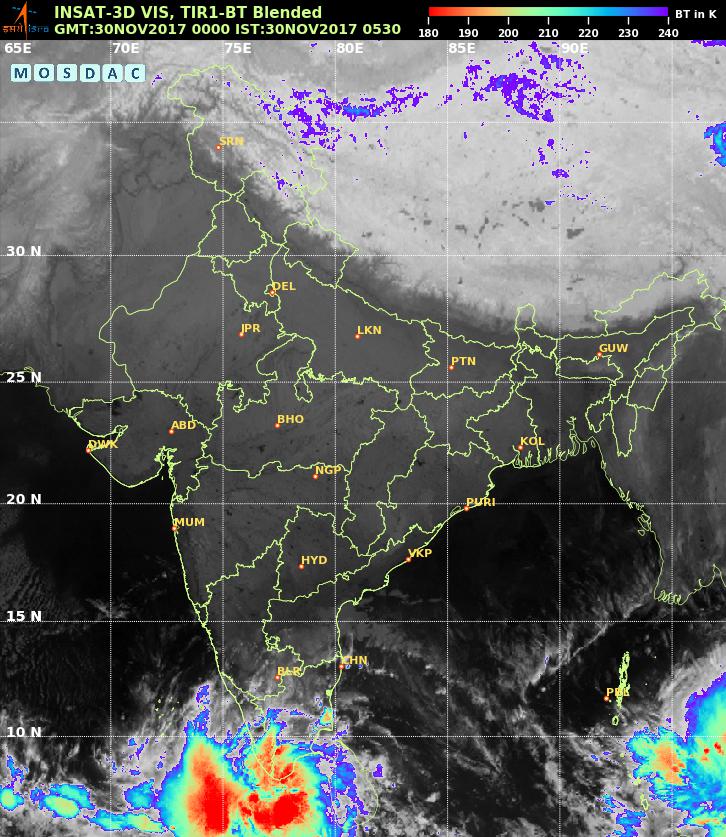 INSAT-3D VIS, TIR1-BT Blended
GMT:30NOV2017 0000 IST:30NOV2017 0530
BT in K
180 190 200 210 220 230 240
65E 70E 75E 80E 85E 90E
MOSDAC
SRN
30 N
DEL
JPR
LKN
GUW
PTN
25 N
ABD
BHO
DWK
KOL
NGP
20 N
PURI
MUM
VKP
HYD
15 N
CHN
BLR
PBL
10 N